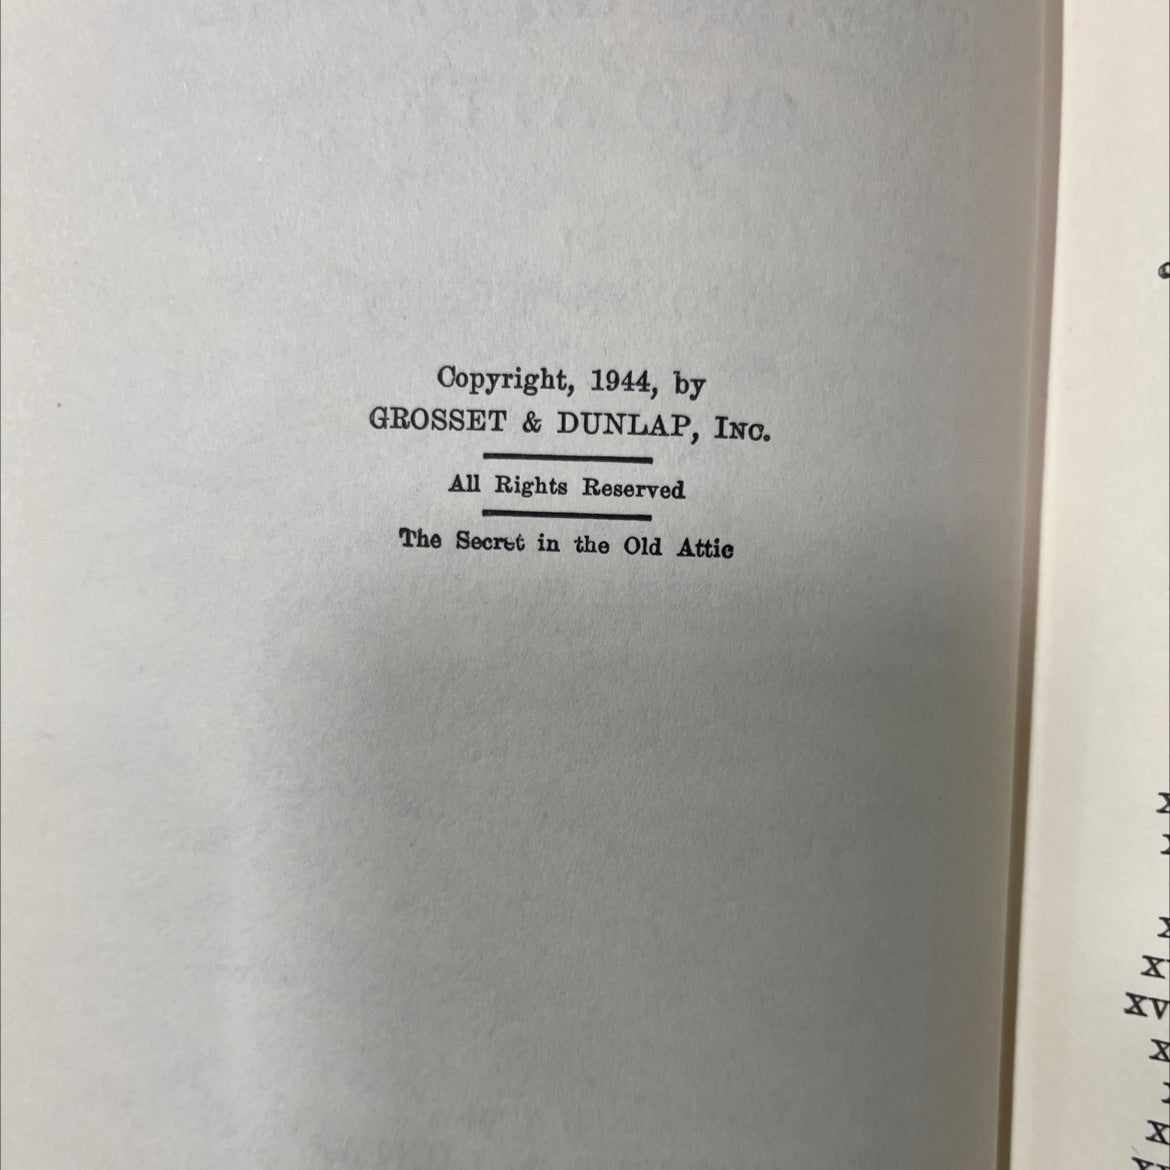 Copyright, 1944, by
GROSSET & DUNLAP, INC.
All Rights Reserved
The Secret in the Old Attic